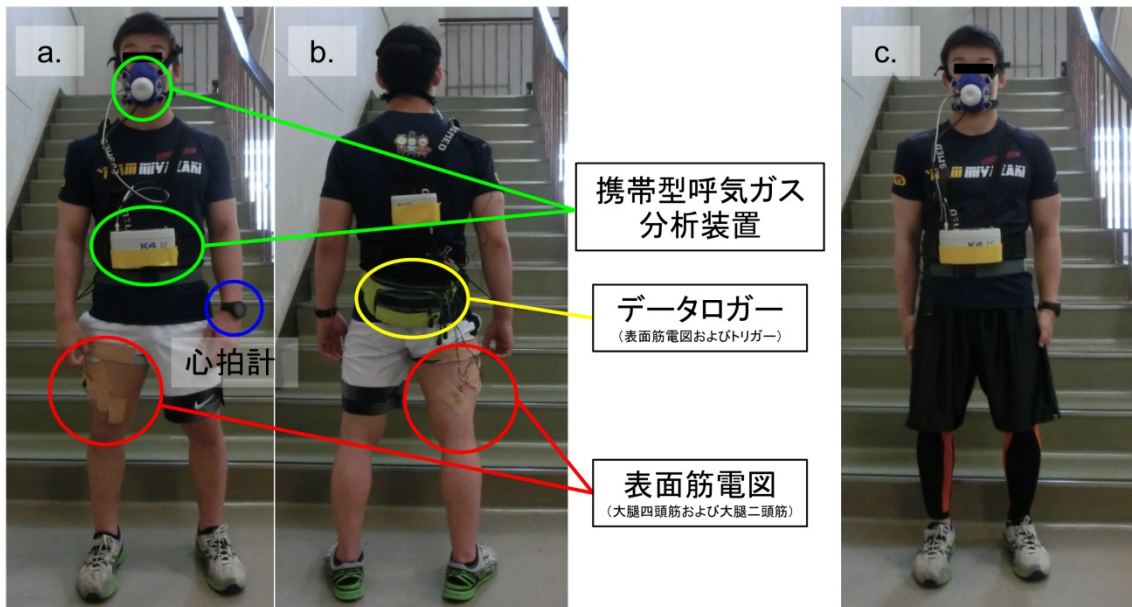 a.
b.
c.
携帯型呼気ガス
分析装置
データロガー
(表面筋電図およびトリガー)
心拍計
表面筋電図
(大腿四頭筋および大腿二頭筋)
K4 b
MIYAZAKI
COSMED